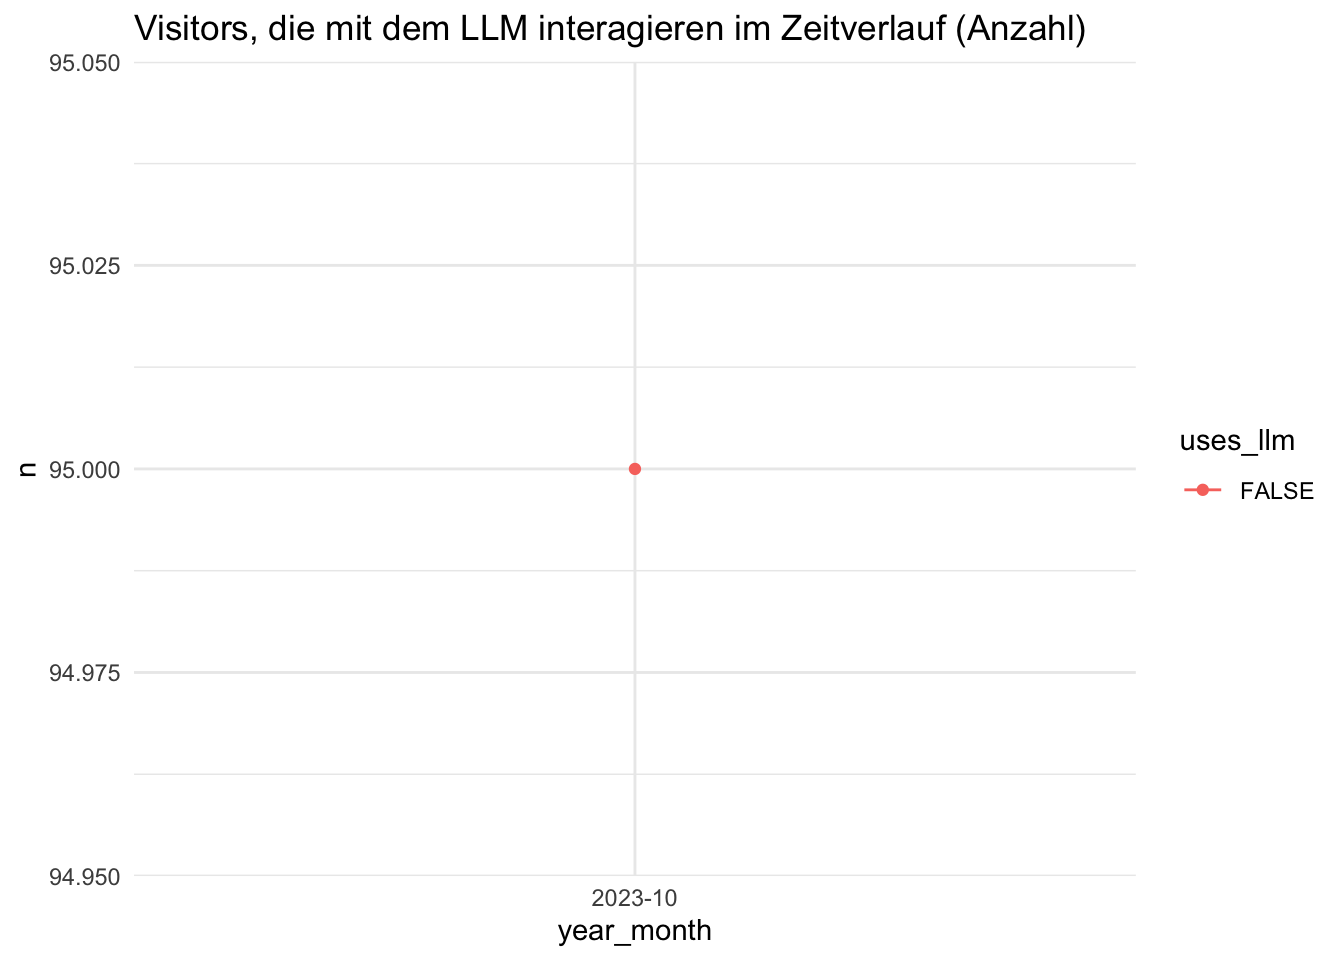 Visitors, die mit dem LLM interagieren im Zeitverlauf (Anzahl)
95.050
95.025
n
95.000
94.975
94.950
2023-10
year_month
uses_llm
FALSE